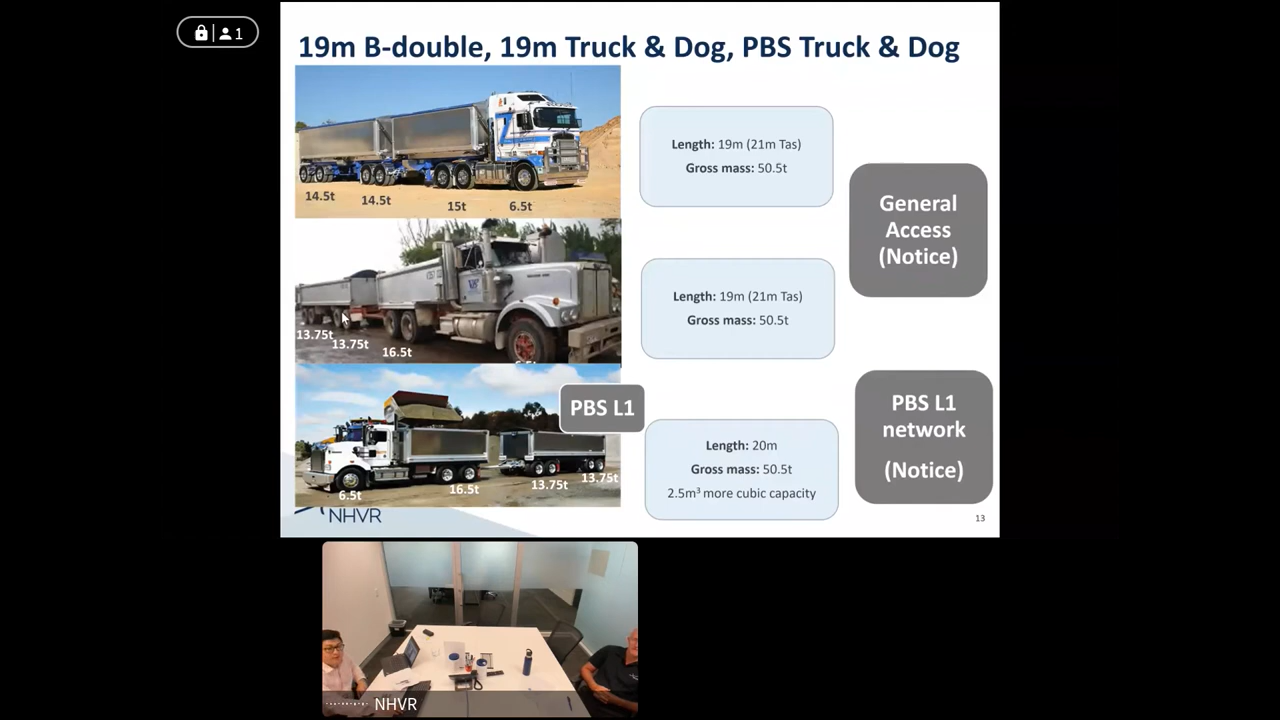 1
19m B-double, 19m Truck & Dog, PBS Truck & Dog
14.5t
14.5t
15t
6.5t
Length: 19m (21m Tas)
Gross mass: 50.5t
General
Access
(Notice)
13.75t
13.75t
16.5t
6.5t
Length: 19m (21m Tas)
Gross mass: 50.5t
PBS L1
6.5t
16.5t
13.75t
13.75t
Length: 20m
Gross mass: 50.5t
2.5m³ more cubic capacity
PBS L1
network
(Notice)
NHVR
13
NHVR